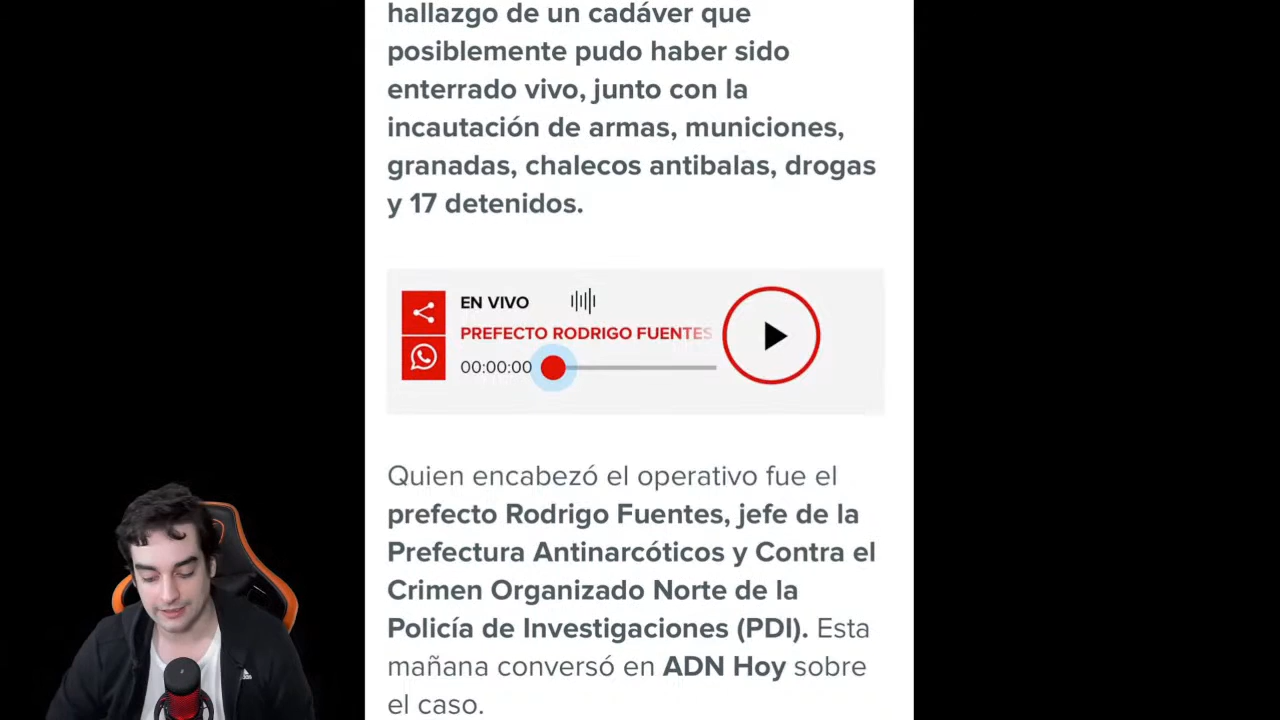 hallazgo de un cadáver que
posiblemente pudo haber sido
enterrado vivo, junto con la
incautación de armas, municiones,
granadas, chalecos antibalas, drogas
y 17 detenidos.
EN VIVO
PREFECTO RODRIGO FUENTES
00:00:00
Quien encabezó el operativo fue el
prefecto Rodrigo Fuentes, jefe de la
Prefectura Antinarcóticos y Contra el
Crimen Organizado Norte de la
Policía de Investigaciones (PDI). Esta
mañana conversó en ADN Hoy sobre
el caso.